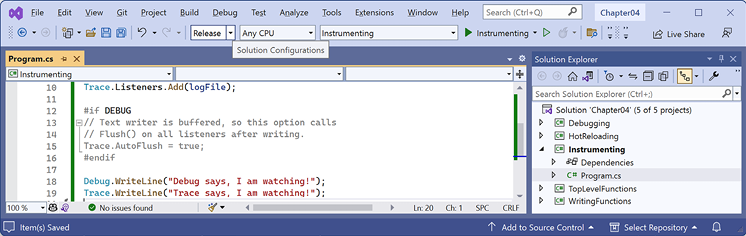 File Edit View Git Project Build Debug Test Analyze Tools Extensions Window Help Search (Ctrl+Q) Chapter04
Release Any CPU Instrumenting Instrumenting Live Share
Solution Configurations
Program.cs
Instrumenting
10 Trace.Listeners.Add(logFile);
11
12 #if DEBUG
13 // Text writer is buffered, so this option calls
14 // Flush() on all listeners after writing.
15 Trace.AutoFlush = true;
16 #endif
17
18 Debug.WriteLine("Debug says, I am watching!");
19 Trace.WriteLine("Trace says, I am watching!");
100 % No issues found Ln: 20 Ch: 1 SPC CRLF
Solution Explorer
Search Solution Explorer (Ctrl+;)
Solution 'Chapter04' (5 of 5 projects)
C# Debugging
C# HotReloading
C# Instrumenting
Dependencies
C# Program.cs
C# TopLevelFunctions
C# WritingFunctions
Item(s) Saved Add to Source Control Select Repository